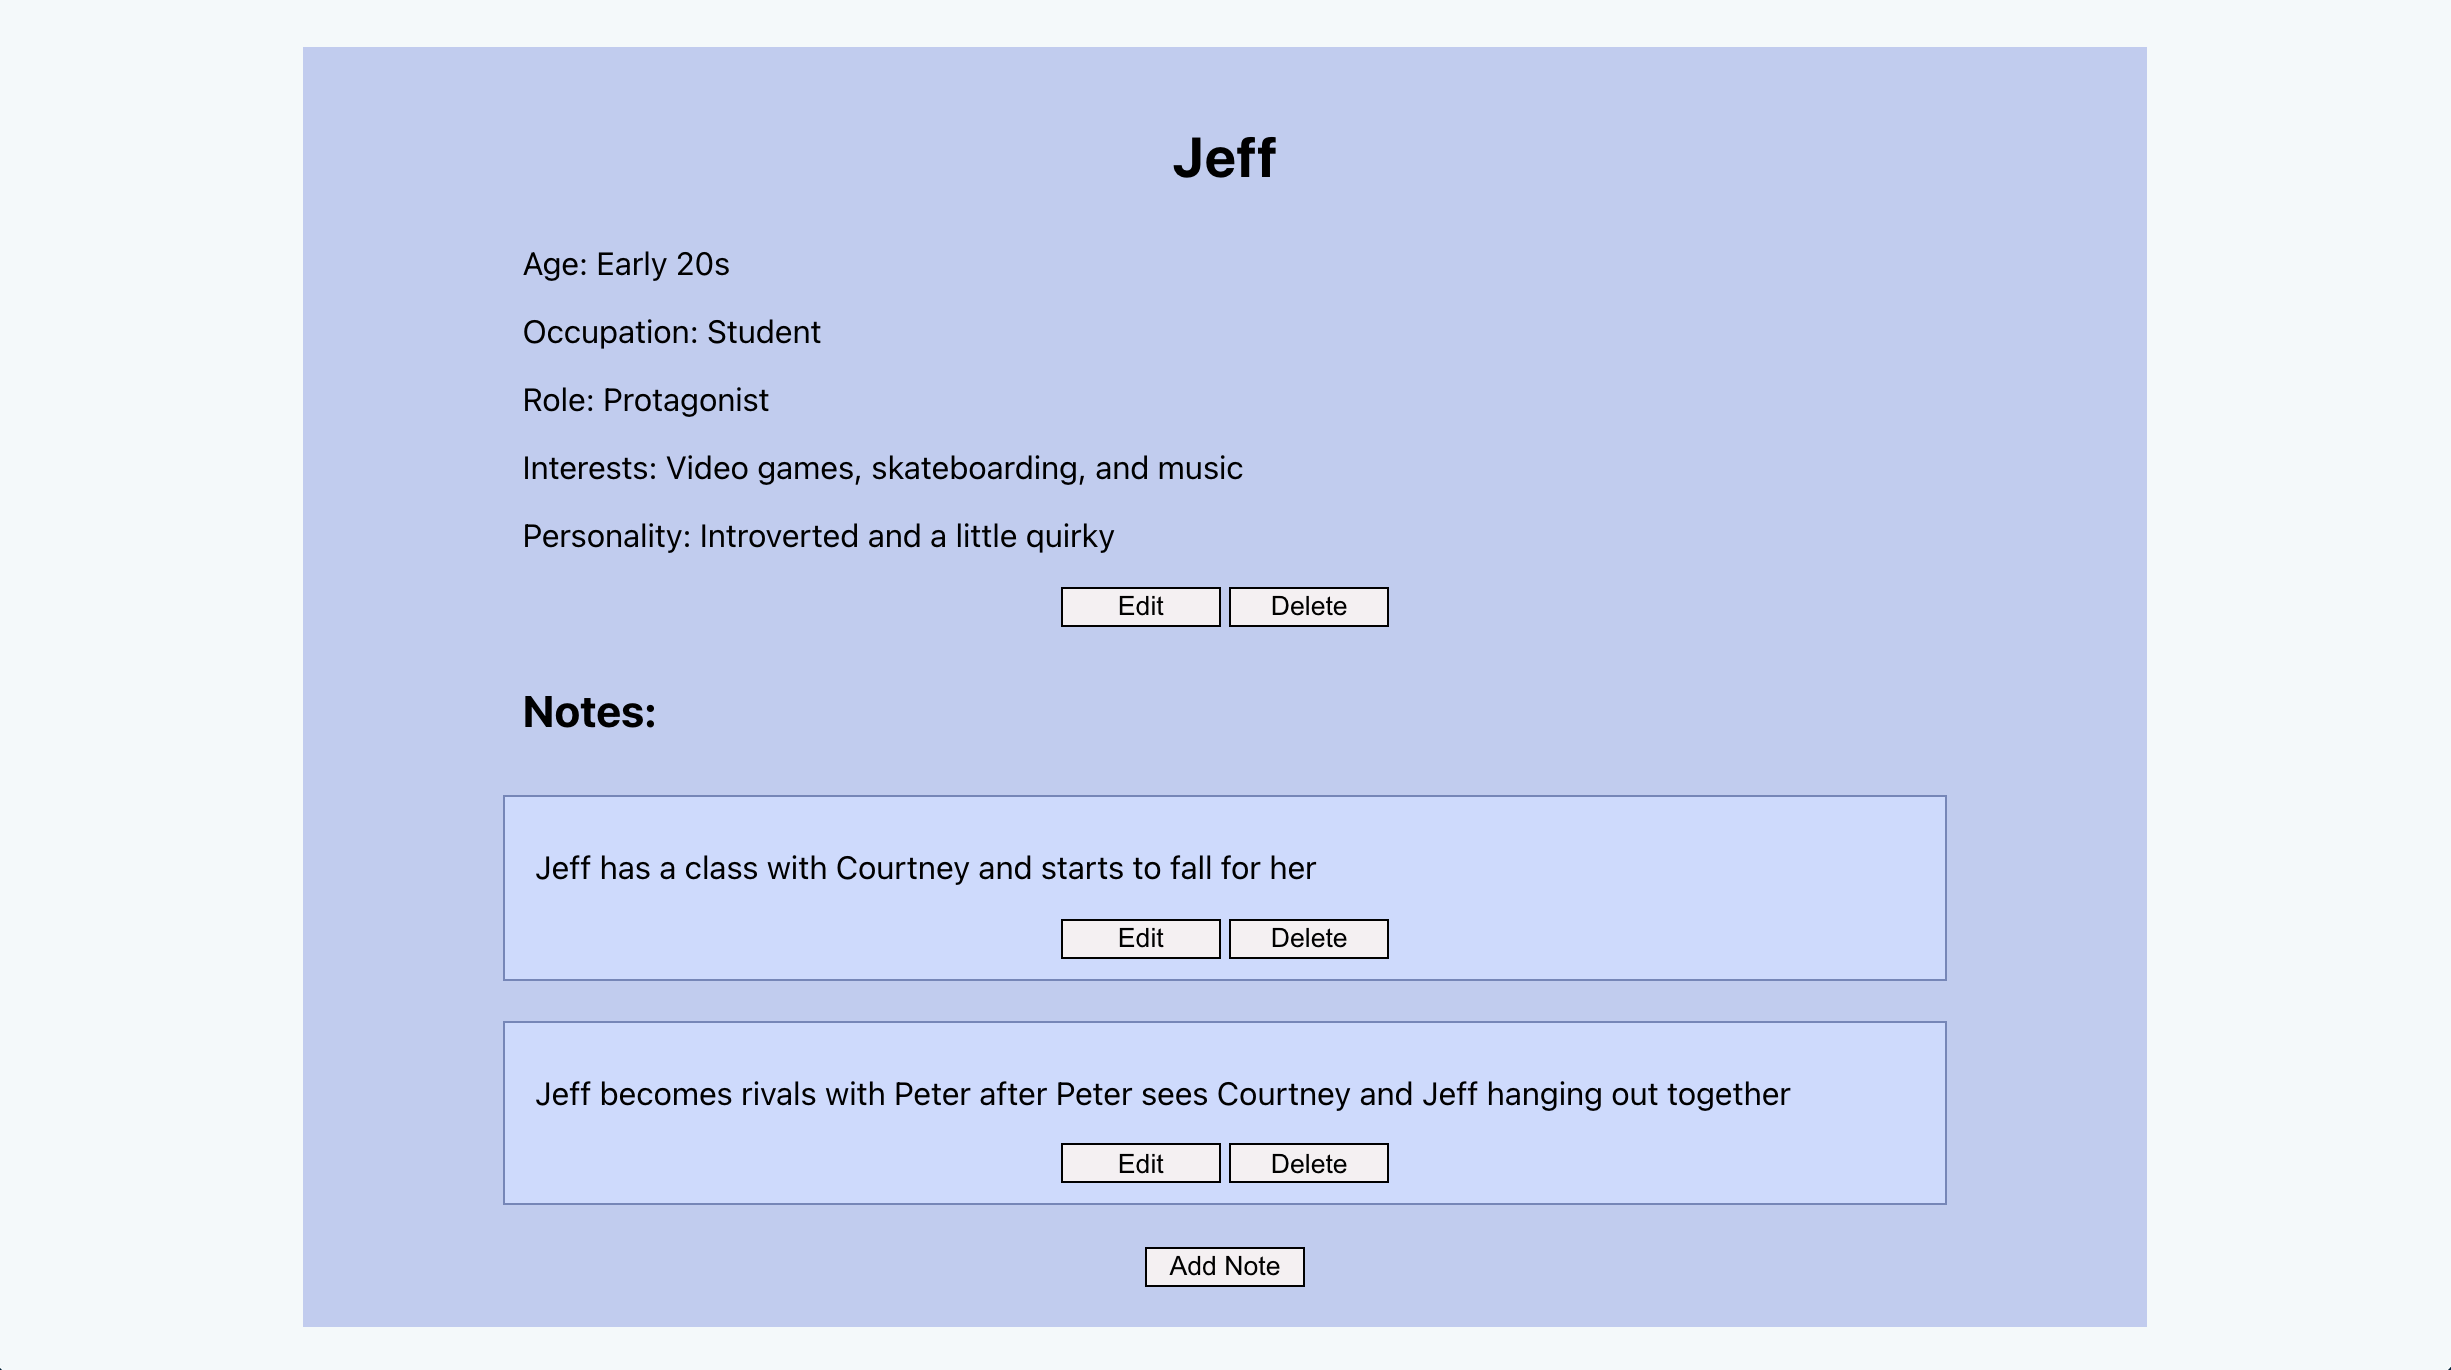 Jeff
Age: Early 20s
Occupation: Student
Role: Protagonist
Interests: Video games, skateboarding, and music
Personality: Introverted and a little quirky
Edit Delete
Notes:
Jeff has a class with Courtney and starts to fall for her
Edit Delete
Jeff becomes rivals with Peter after Peter sees Courtney and Jeff hanging out together
Edit Delete
Add Note